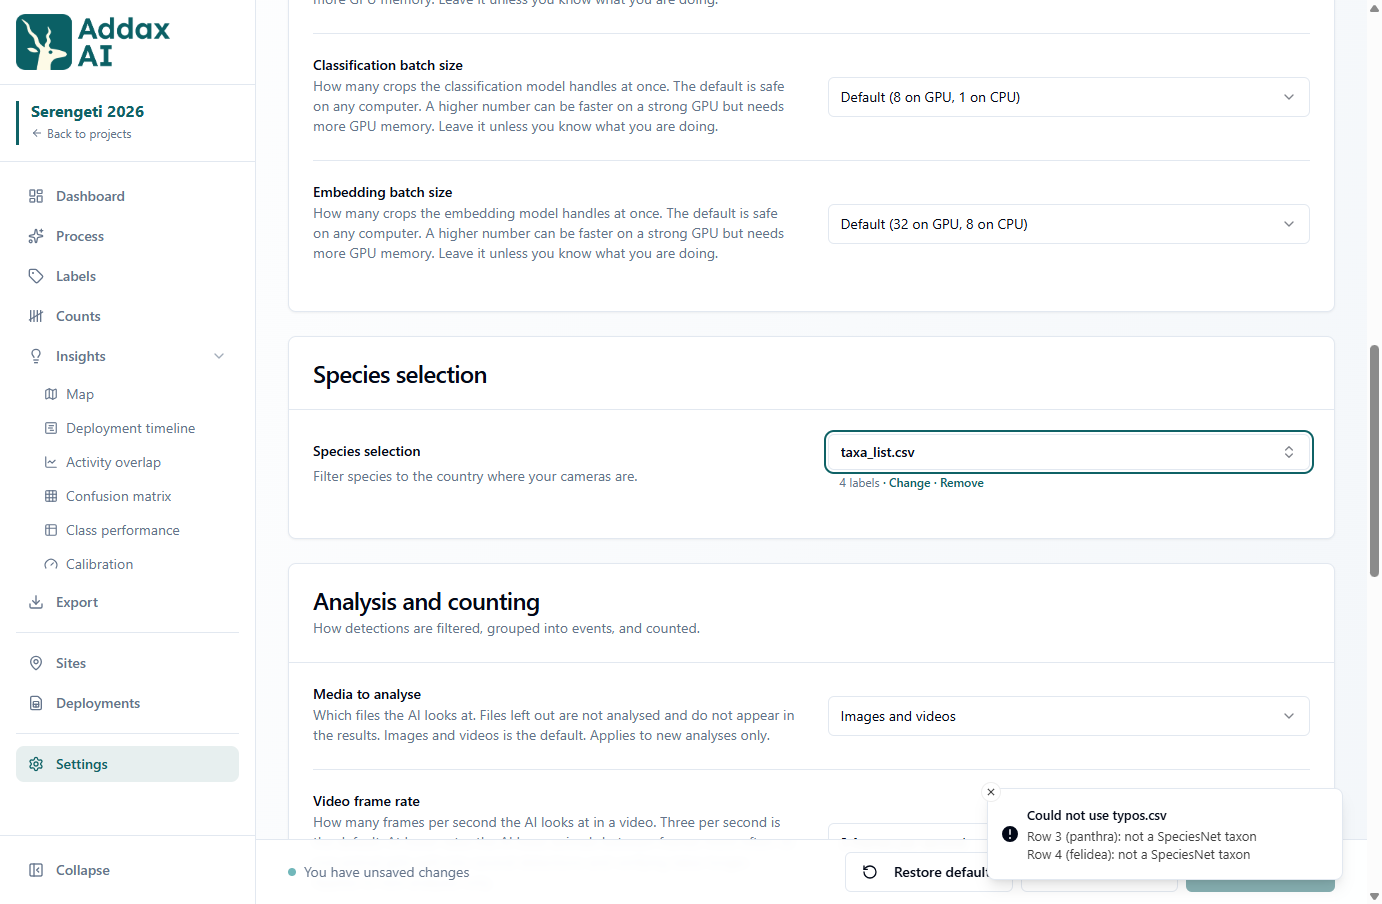 Addax
AI
Serengeti 2026
Back to projects
Dashboard
Process
Labels
Counts
Insights
Map
Deployment timeline
Activity overlap
Confusion matrix
Class performance
Calibration
Export
Sites
Deployments
Settings
Collapse
more GPU memory. Leave it unless you know what you are doing.
Classification batch size
How many crops the classification model handles at once. The default is safe
on any computer. A higher number can be faster on a strong GPU but needs
more GPU memory. Leave it unless you know what you are doing.
Default (8 on GPU, 1 on CPU)
Embedding batch size
How many crops the embedding model handles at once. The default is safe
on any computer. A higher number can be faster on a strong GPU but needs
more GPU memory. Leave it unless you know what you are doing.
Default (32 on GPU, 8 on CPU)
Species selection
Species selection
Filter species to the country where your cameras are.
taxa_list.csv
4 labels · Change · Remove
Analysis and counting
How detections are filtered, grouped into events, and counted.
Media to analyse
Which files the AI looks at. Files left out are not analysed and do not appear in
the results. Images and videos is the default. Applies to new analyses only.
Images and videos
Video frame rate
How many frames per second the AI looks at in a video. Three per second is
You have unsaved changes
Restore default
Could not use typos.csv
Row 3 (panthra): not a SpeciesNet taxon
Row 4 (felidea): not a SpeciesNet taxon